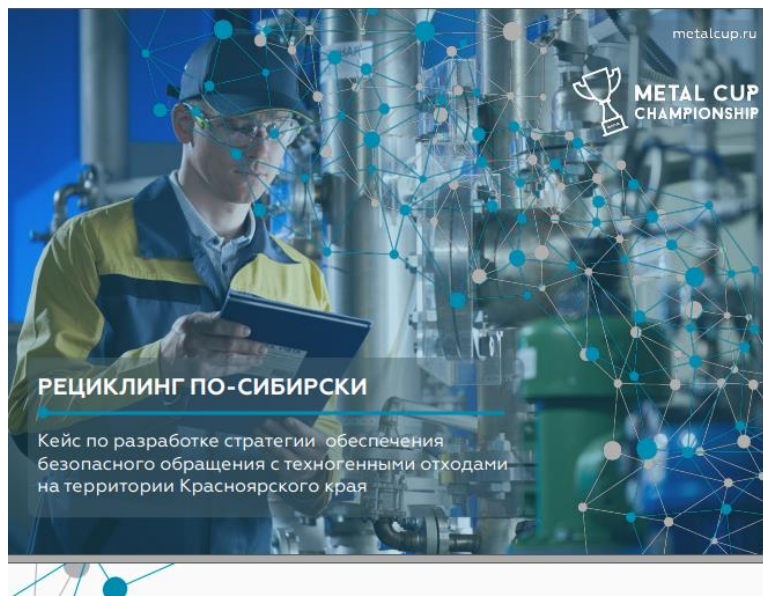 metalcup.ru
METAL CUP
CHAMPIONSHIP
РЕЦИКЛИНГ ПО-СИБИРСКИ
Кейс по разработке стратегии обеспечения
безопасного обращения с техногенными отходами
на территории Красноярского края